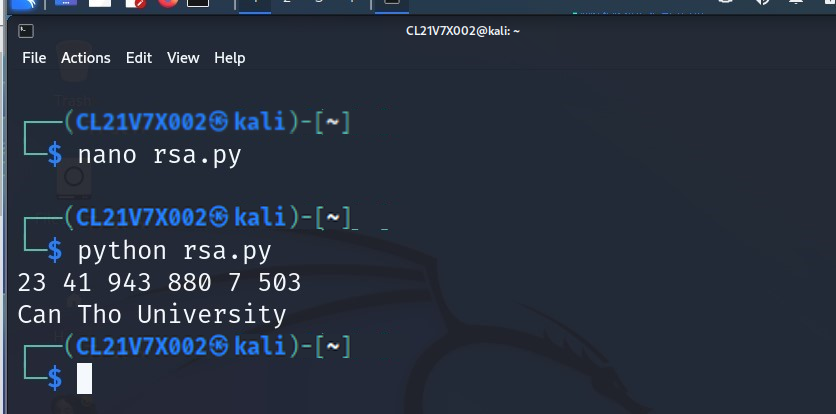 CL21V7X002@kali: ~
File Actions Edit View Help
(CL21V7X002㉿kali)-[~]
$ nano rsa.py
(CL21V7X002㉿kali)-[~]
$ python rsa.py
23 41 943 880 7 503
Can Tho University
(CL21V7X002㉿kali)-[~]
$